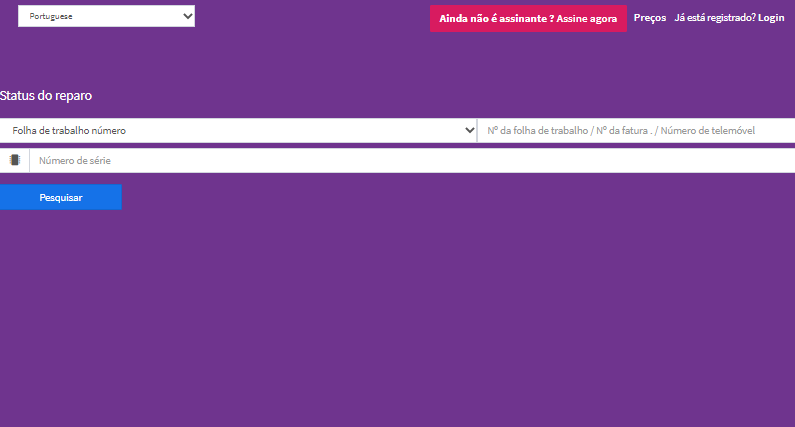 Portuguese
Ainda não é assinante ? Assine agora Preços Já está registrado? Login
Status do reparo
Folha de trabalho número Nº da folha de trabalho / Nº da fatura . / Número de telemóvel
Número de série
Pesquisar